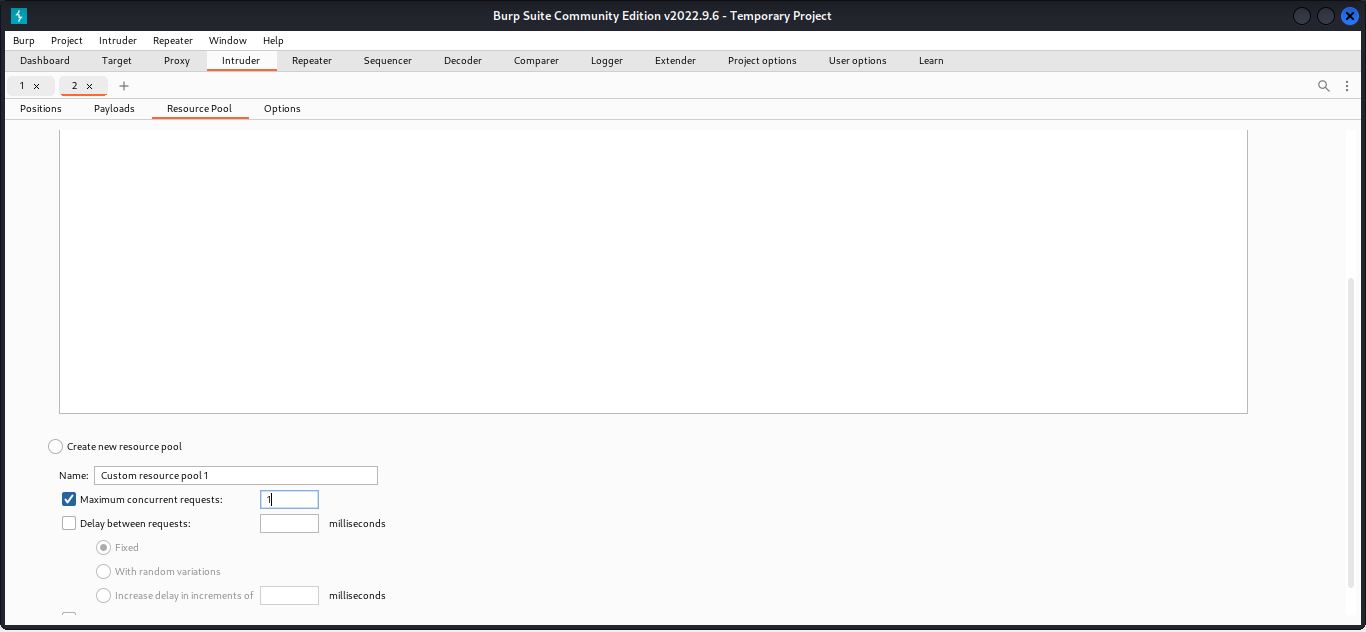 Burp Suite Community Edition v2022.9.6 - Temporary Project
Burp Project Intruder Repeater Window Help
Dashboard Target Proxy Intruder Repeater Sequencer Decoder Comparer Logger Extender Project options User options Learn
1 × 2 × +
Positions Payloads Resource Pool Options
Create new resource pool
Name: Custom resource pool 1
Maximum concurrent requests: 1
Delay between requests: milliseconds
Fixed
With random variations
Increase delay in increments of milliseconds